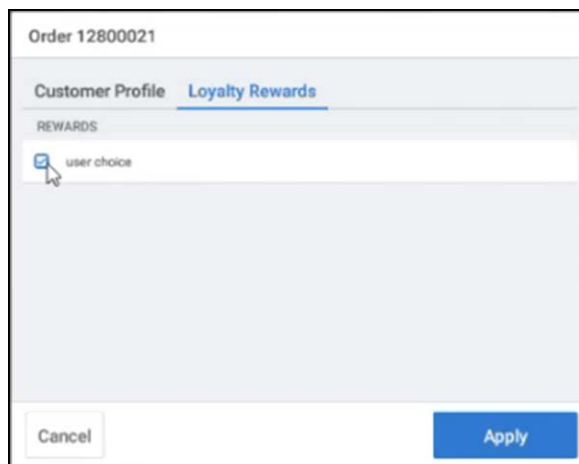 Order 12800021
Customer Profile Loyalty Rewards
REWARDS
user choice
Cancel Apply